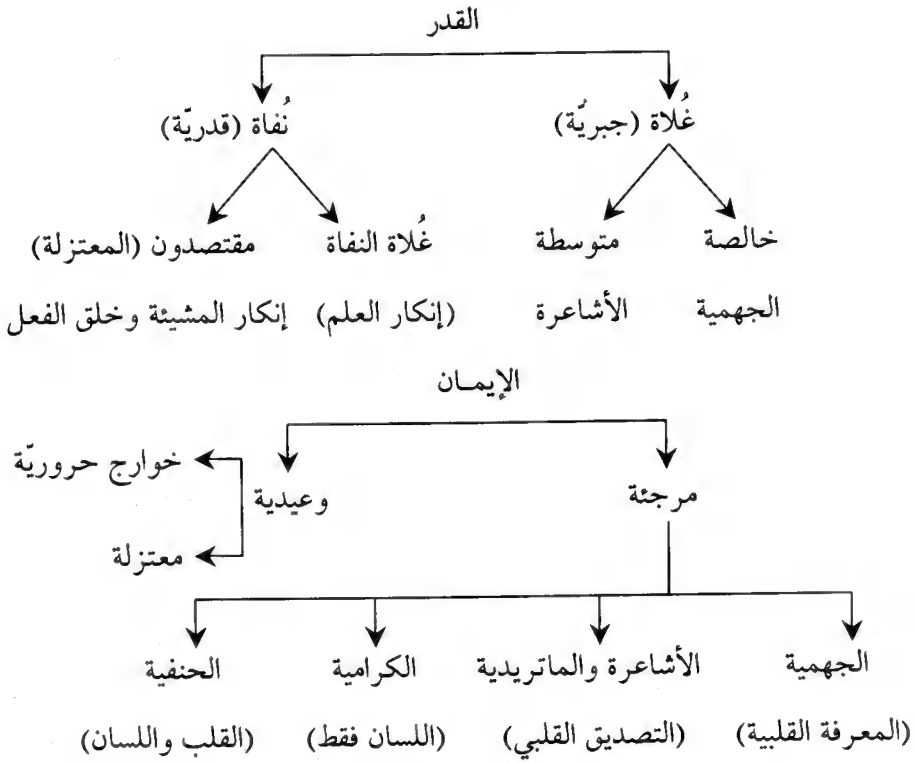 القدر
غُلاة (جبريّة) نُفاة (قدريّة)
خالصة متوسطة غُلاة النفاة مقتصدون (المعتزلة)
الجهمية الأشاعرة (إنكار العلم) إنكار المشيئة وخلق الفعل
الإيمـان
مرجئة وعيدية خوارج حروريّة
معتزلة
الجهمية الأشاعرة والماتريدية الكرامية الحنفية
(المعرفة القلبية) (التصديق القلبي) (اللسان فقط) (القلب واللسان)